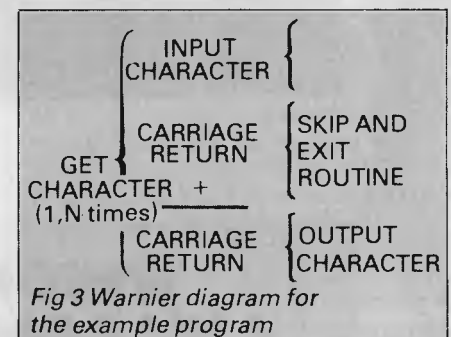 INPUT
CHARACTER
CARRIAGE
RETURN
SKIP AND
EXIT
ROUTINE
GET
CHARACTER
+
(1,N times)
CARRIAGE
RETURN
OUTPUT
CHARACTER
Fig 3 Warnier diagram for
the example program